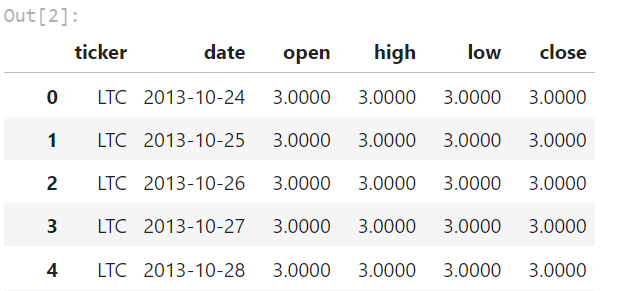 Out[2]:
ticker date open high low close
0 LTC 2013-10-24 3.0000 3.0000 3.0000 3.0000
1 LTC 2013-10-25 3.0000 3.0000 3.0000 3.0000
2 LTC 2013-10-26 3.0000 3.0000 3.0000 3.0000
3 LTC 2013-10-27 3.0000 3.0000 3.0000 3.0000
4 LTC 2013-10-28 3.0000 3.0000 3.0000 3.0000